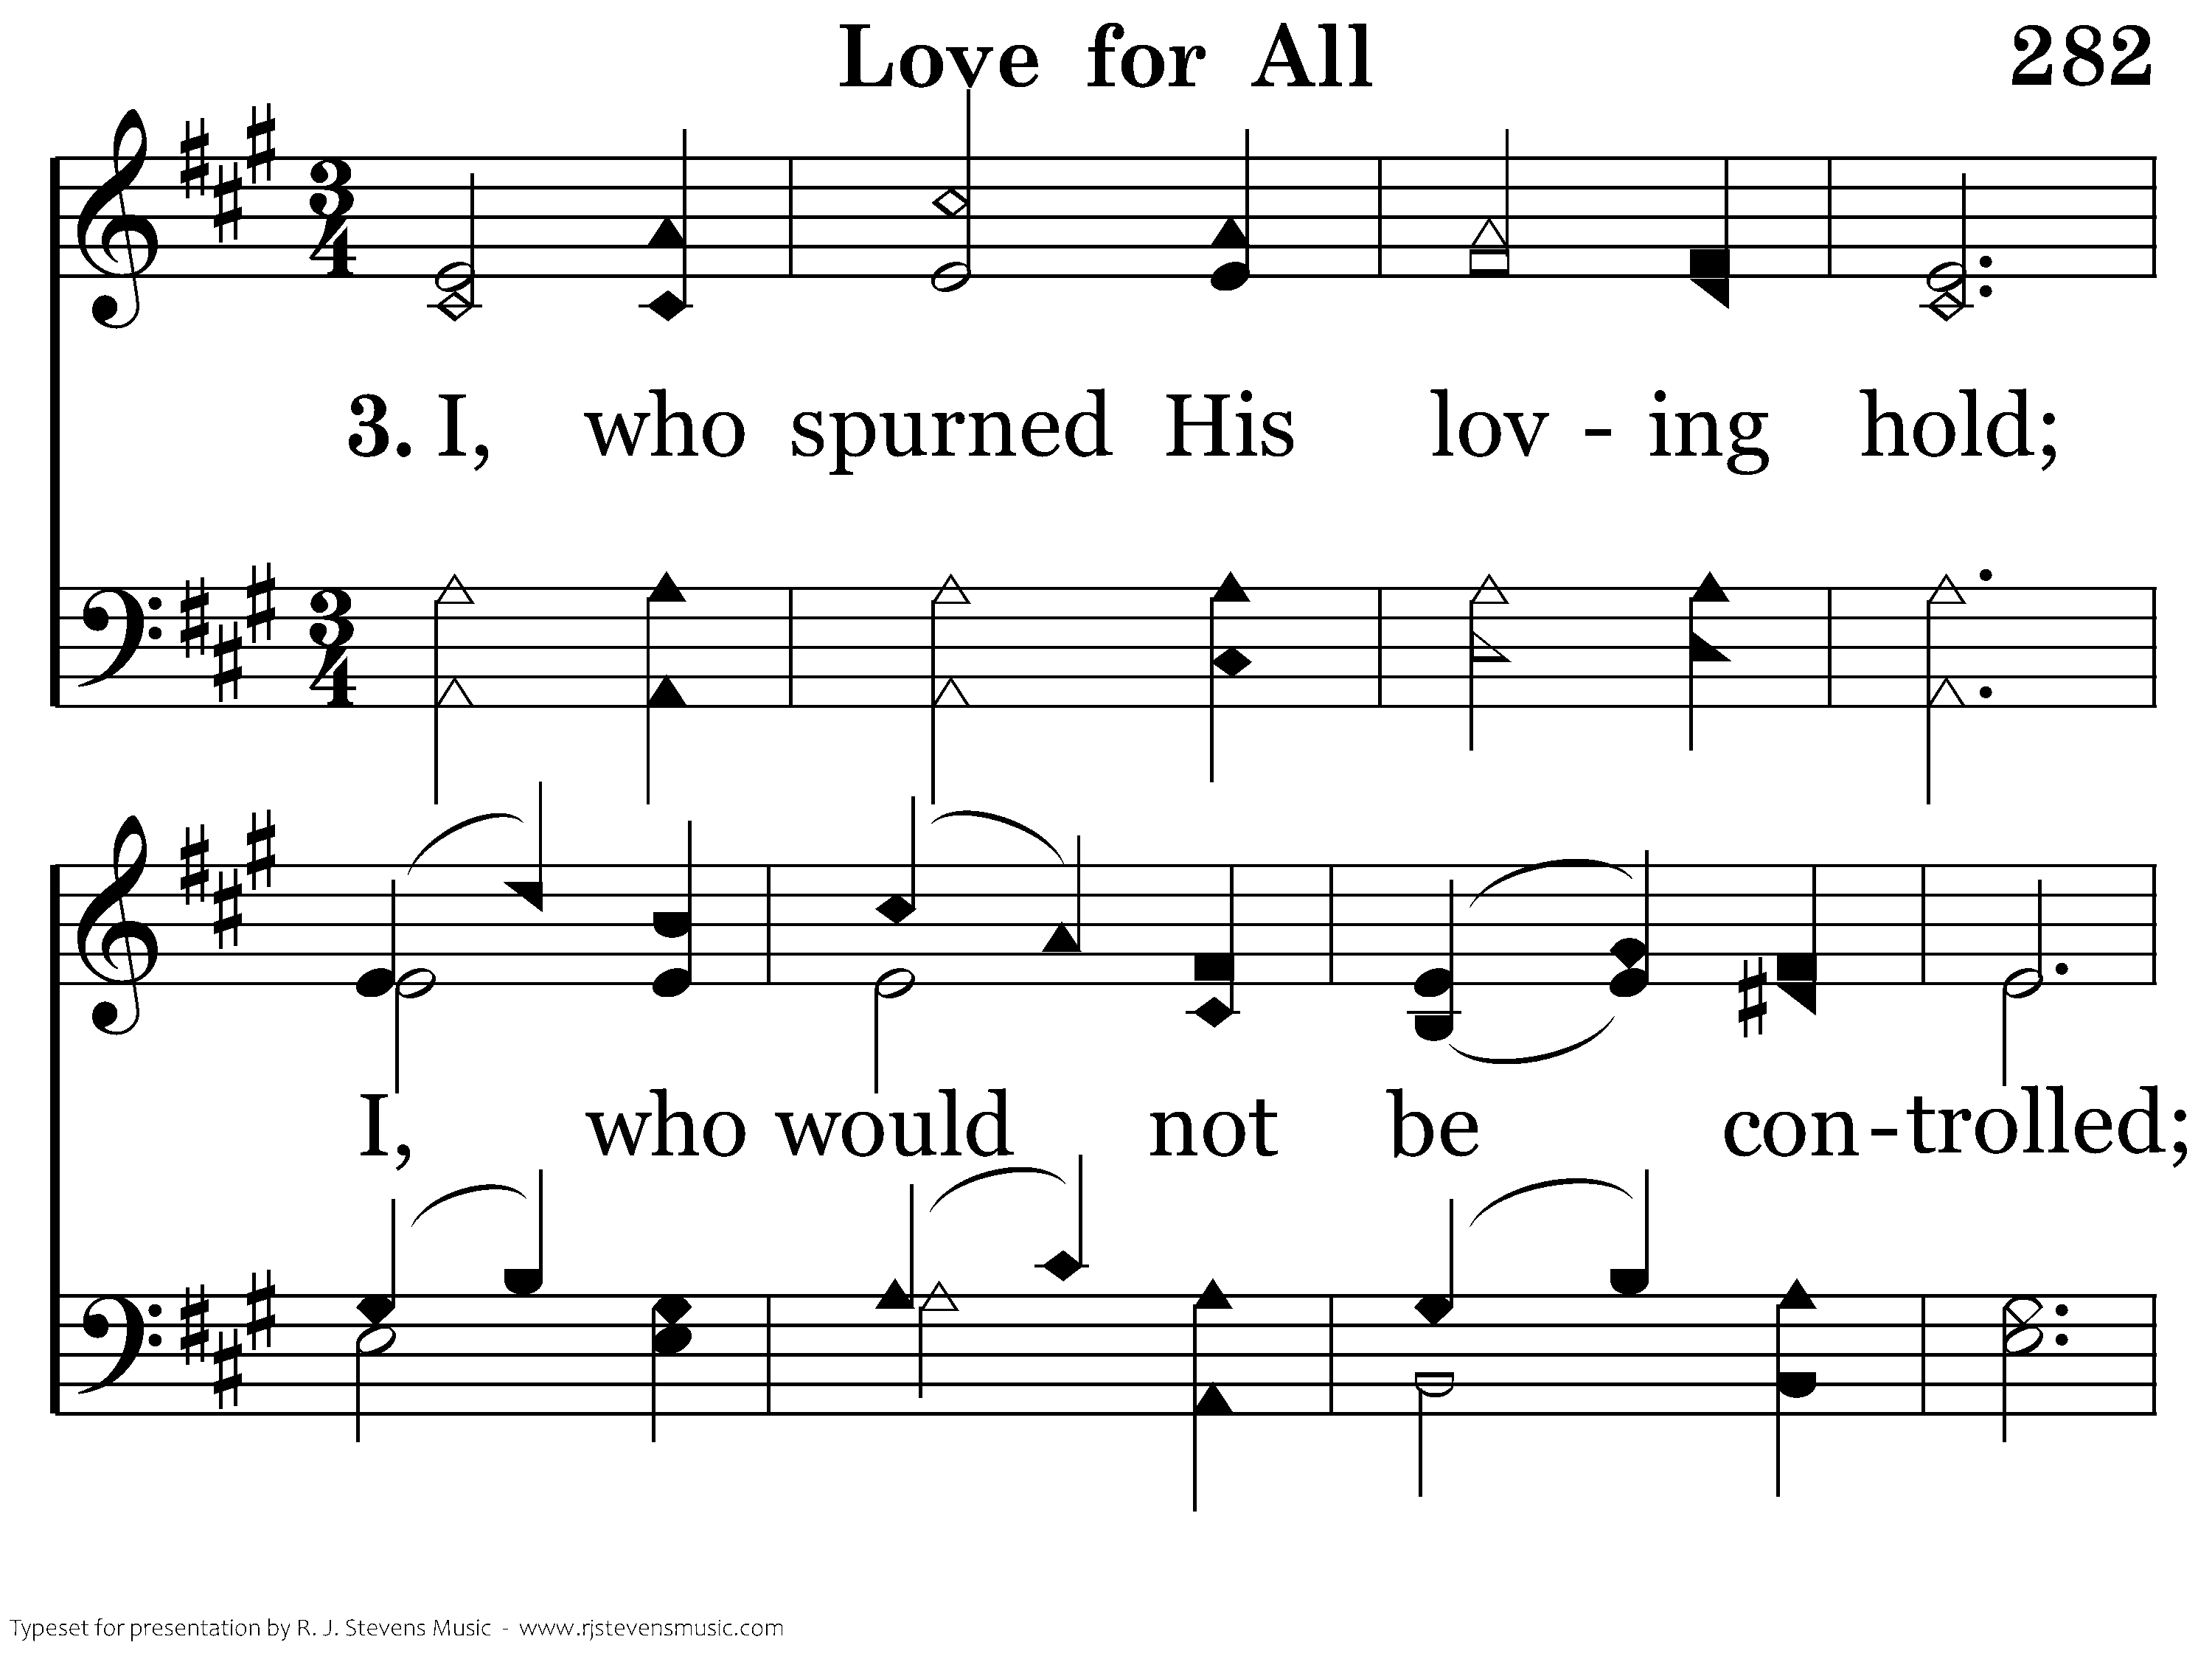 Love for All 282
3. I, who spurned His lov - ing hold;
I, who would not be con - trolled;
Typeset for presentation by R. J. Stevens Music - www.rjstevensmusic.com